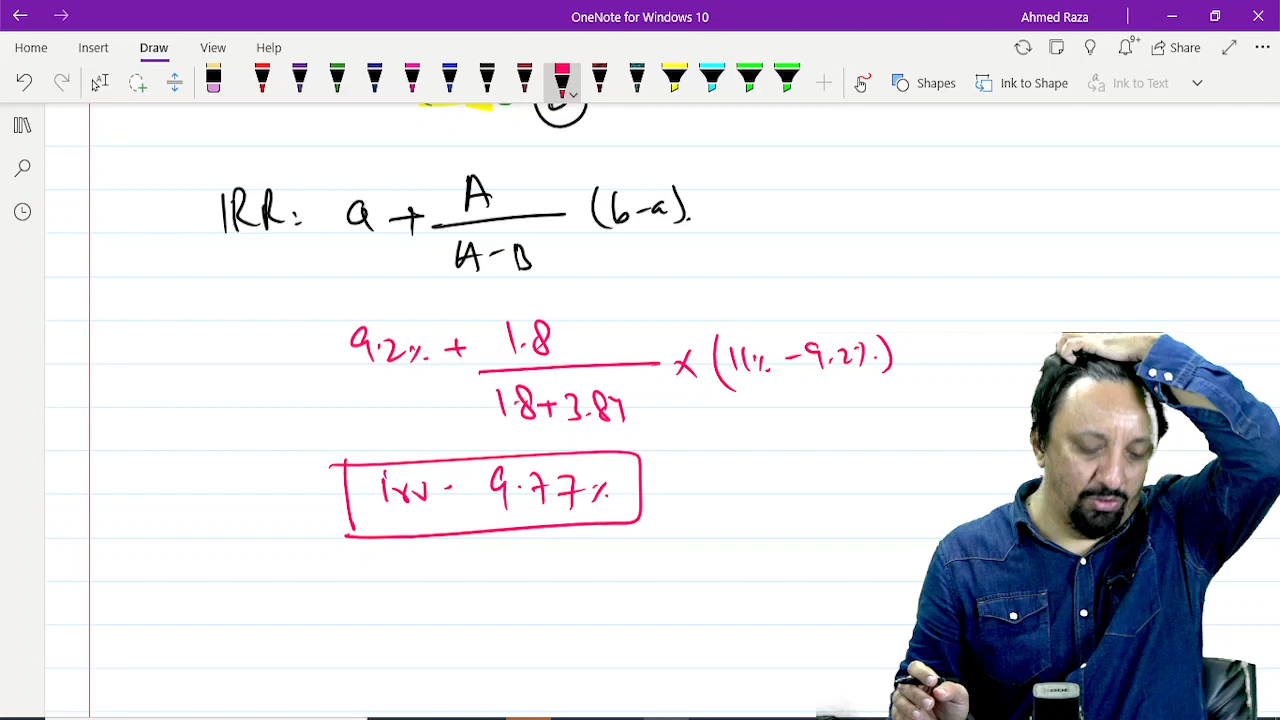 OneNote for Windows 10
Ahmed Raza
Home Insert Draw View Help
9+ Share
Shapes Ink to Shape Ink to Text
IRR: a + A / A-B (b-a).
9.2% + 1.8 / 1.8+3.87 × (11% - 9.2%)
irr - 9.77%